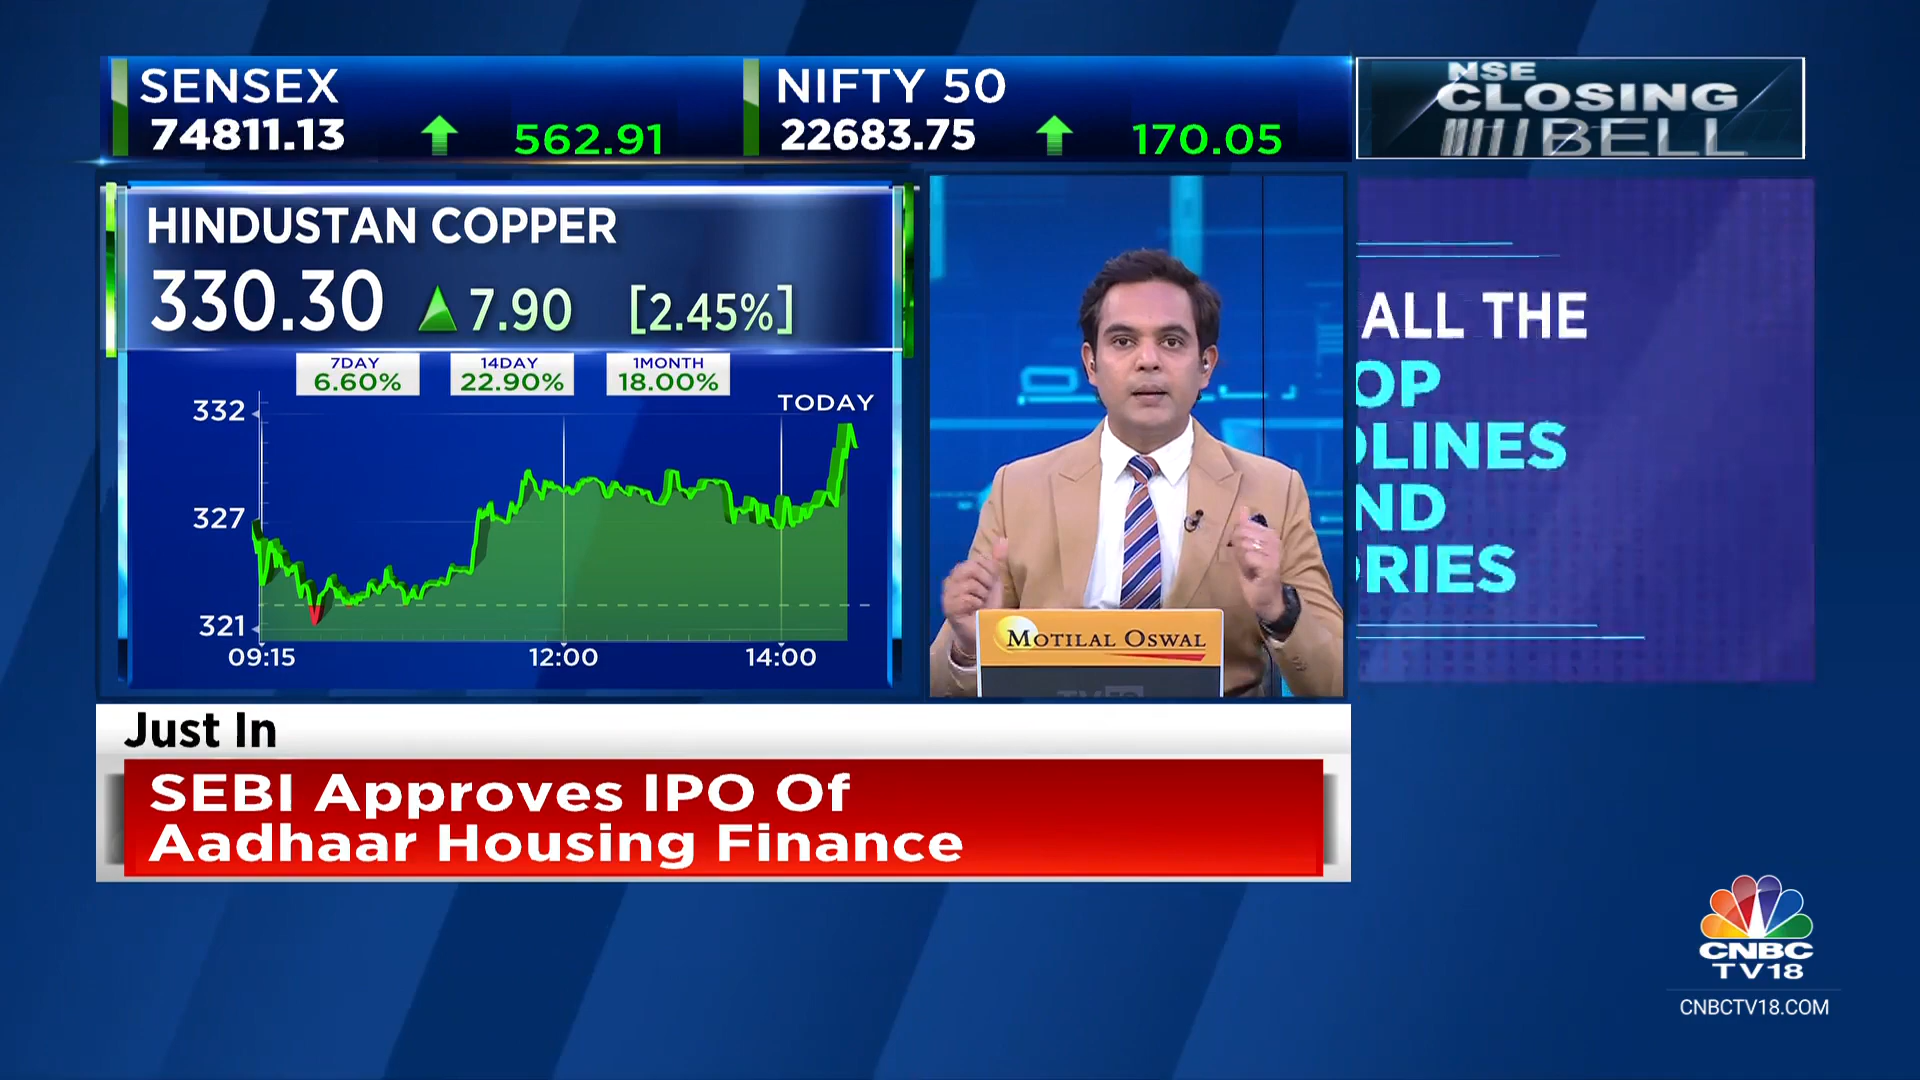 SENSEX
74811.13 562.91
NIFTY 50
22683.75 170.05
NSE
CLOSING
BELL
HINDUSTAN COPPER
330.30 7.90 [2.45%]
7DAY
6.60%
14DAY
22.90%
1MONTH
18.00%
TODAY
332
327
321
09:15 12:00 14:00
MOTILAL OSWAL
ALL THE
OP
LINES
ND
RIES
Just In
SEBI Approves IPO Of
Aadhaar Housing Finance
CNBC
TV18
CNBCTV18.COM